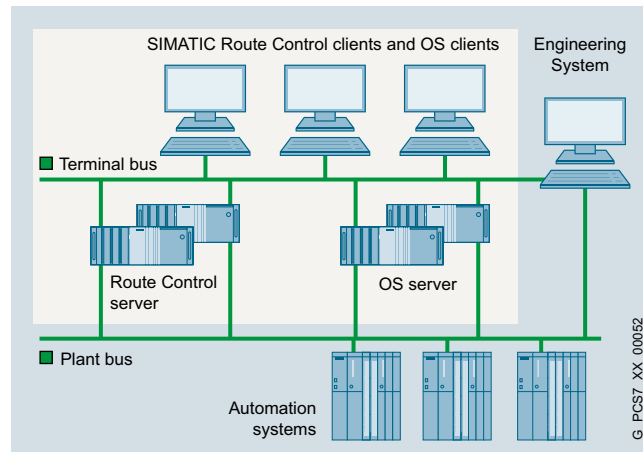 SIMATIC Route Control clients and OS clients
Engineering
System
Terminal bus
Route Control
server
OS server
Plant bus
Automation
systems
G_PCS7_XX_00052